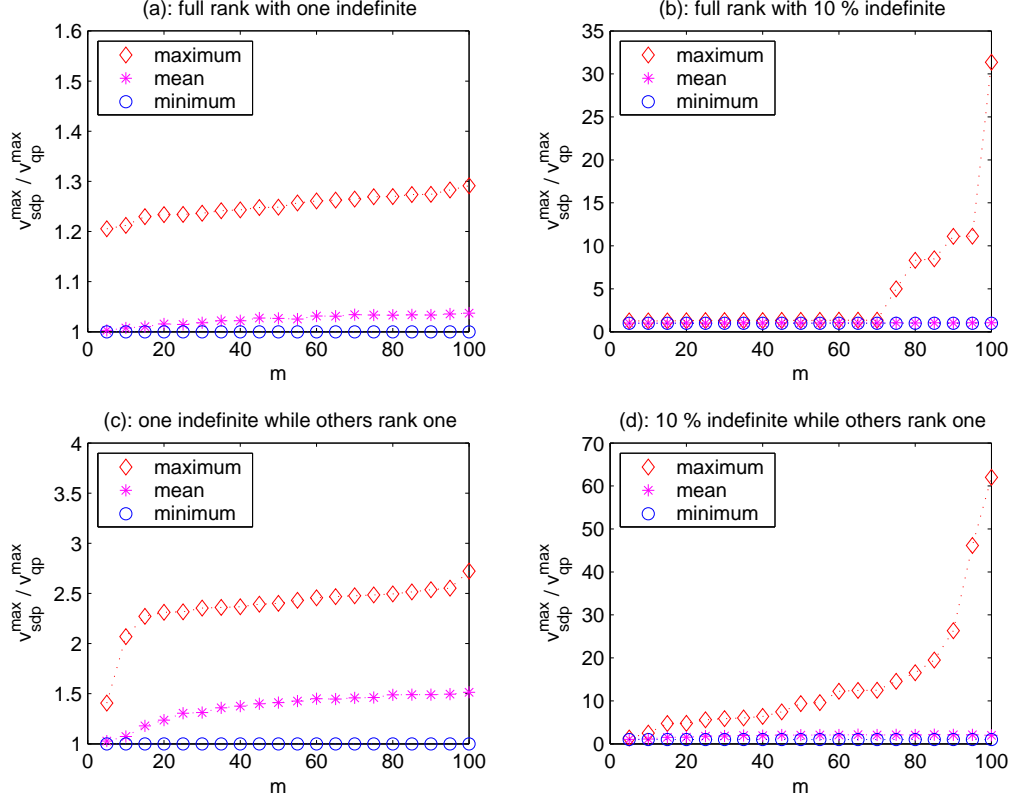 (a): full rank with one indefinite
1.6
1.5
1.4
1.3
1.2
1.1
1
0 20 40 60 80 100
m
v_sdp^max / v_qp^max
maximum
mean
minimum
(b): full rank with 10 % indefinite
35
30
25
20
15
10
5
0
0 20 40 60 80 100
m
v_sdp^max / v_qp^max
maximum
mean
minimum
(c): one indefinite while others rank one
4
3.5
3
2.5
2
1.5
1
0 20 40 60 80 100
m
v_sdp^max / v_qp^max
maximum
mean
minimum
(d): 10 % indefinite while others rank one
70
60
50
40
30
20
10
0
0 20 40 60 80 100
m
v_sdp^max / v_qp^max
maximum
mean
minimum